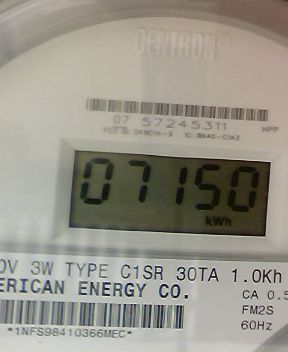 CENTRON®
07 57245311
HPP
07150
kWh
0V 3W TYPE C1SR 30TA 1.0Kh
ERICAN ENERGY CO.
CA 0.5
FM2S
60Hz
*1NFS98410366MEC*